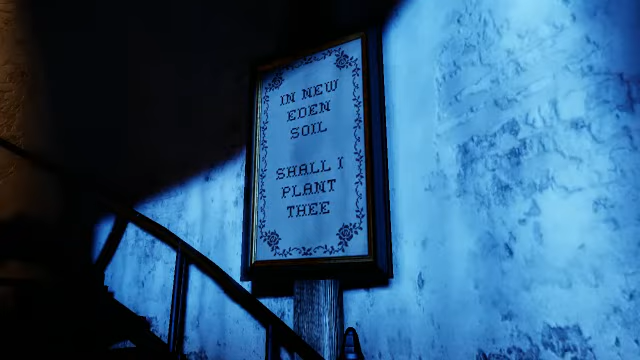 IN NEW
EDEN
SOIL
SHALL I
PLANT
THEE